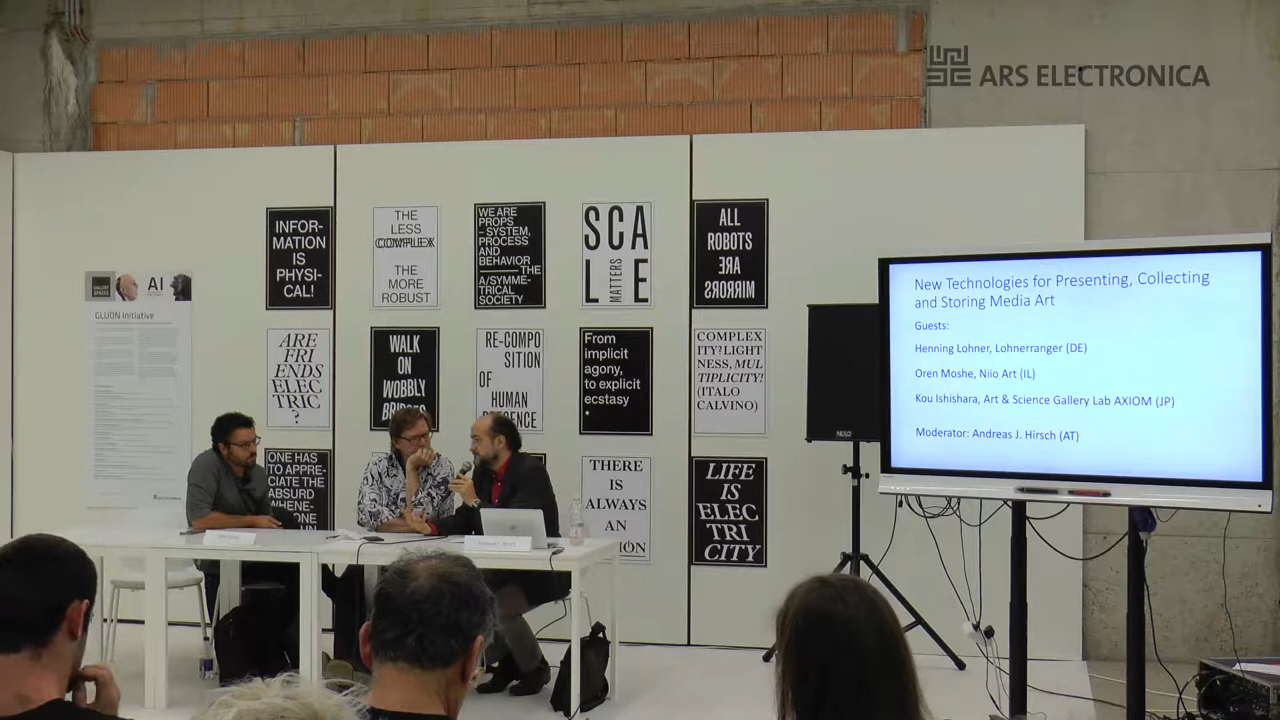 ARS ELECTRONICA
INFOR-
MATION
IS
PHYSI-
CAL!
THE
LESS
COMPLEX
THE
MORE
ROBUST
WE ARE
PROPS
– SYSTEM,
PROCESS
AND
BEHAVIOR
THE
A/SYMME-
TRICAL
SOCIETY
SCA
LE
MATTERS
ALL
ROBOTS
ARE
MIRRORS
AI
GLUON Initiative
ARE
FRI
ENDS
ELEC
TRIC
?
WALK
ON
WOBBLY
RE-COMPO
SITION
OF
HUMAN
From
implicit
agony,
to explicit
ecstasy
COMPLEX
ITY? LIGHT
NESS, MUL
TIPLICITY!
(ITALO
CALVINO)
ONE HAS
TO APPRE-
CIATE THE
ABSURD
WHENE-
ONE
THERE
IS
ALWAYS
AN
LIFE
IS
ELEC
TRI
CITY
NEXO
New Technologies for Presenting, Collecting
and Storing Media Art
Guests:
Henning Lohner, Lohnerranger (DE)
Oren Moshe, Niio Art (IL)
Kou Ishishara, Art & Science Gallery Lab AXIOM (JP)
Moderator: Andreas J. Hirsch (AT)